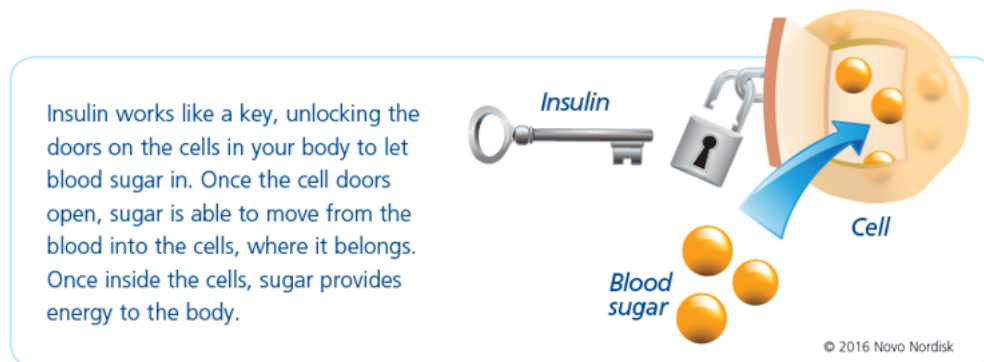 Insulin works like a key, unlocking the
doors on the cells in your body to let
blood sugar in. Once the cell doors
open, sugar is able to move from the
blood into the cells, where it belongs.
Once inside the cells, sugar provides
energy to the body.
Insulin
Cell
Blood
sugar
© 2016 Novo Nordisk